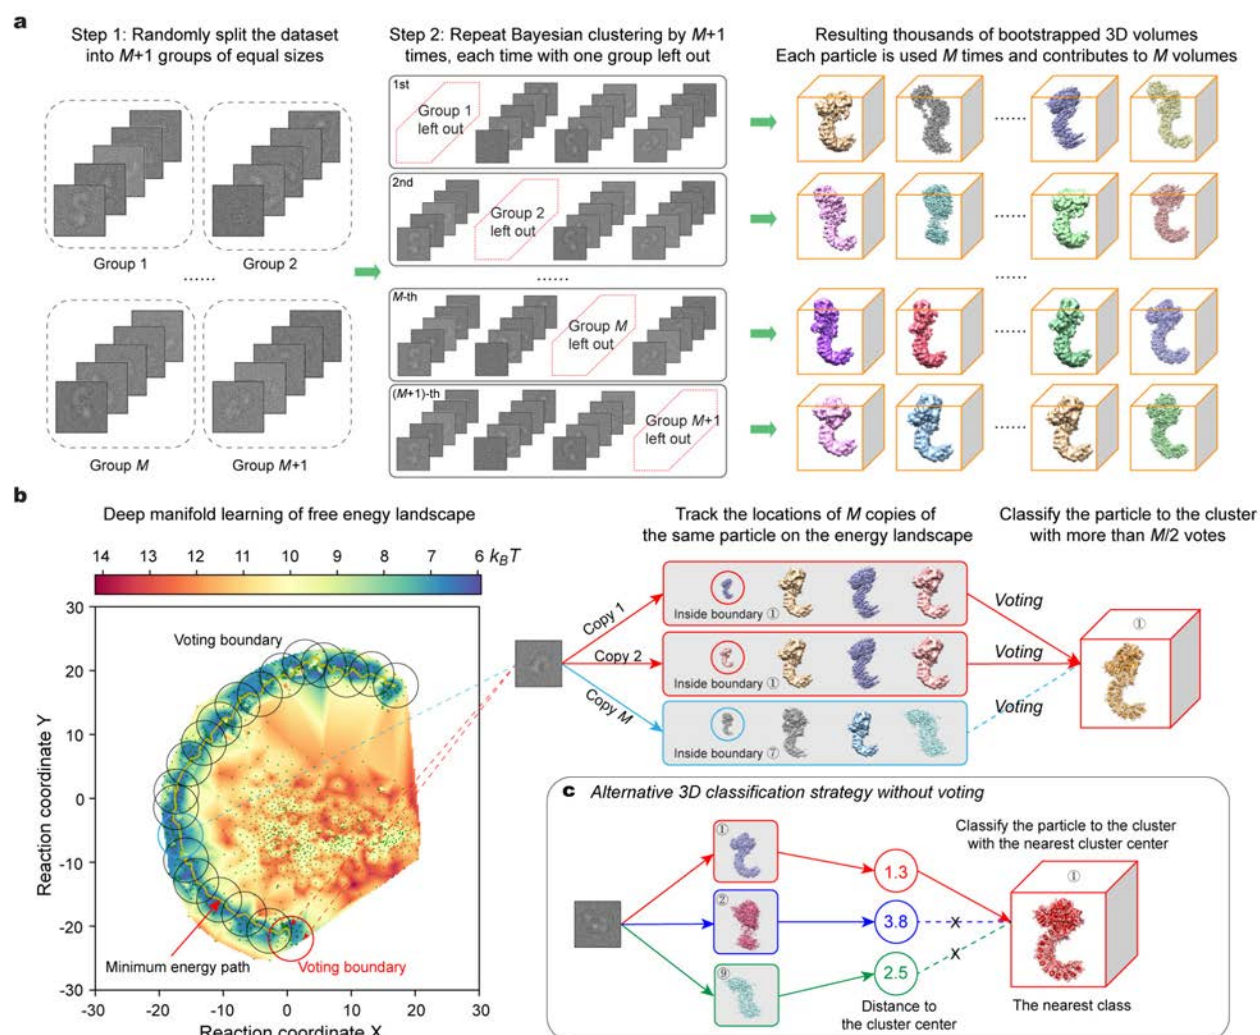 a
Step 1: Randomly split the dataset
into M+1 groups of equal sizes
Group 1
Group 2
......
Group M
Group M+1
Step 2: Repeat Bayesian clustering by M+1
times, each time with one group left out
1st
Group 1
left out
2nd
Group 2
left out
......
M-th
Group M
left out
(M+1)-th
Group M+1
left out
Resulting thousands of bootstrapped 3D volumes
Each particle is used M times and contributes to M volumes
......
......
......
......
......
b
Deep manifold learning of free enegy landscape
14 13 12 11 10 9 8 7 6 kBT
30
20
10
0
-10
-20
-30
Reaction coordinate Y
Voting boundary
Minimum energy path
Voting boundary
-30 -20 -10 0 10 20 30
Reaction coordinate X
Track the locations of M copies of
the same particle on the energy landscape
Copy 1
Copy 2
Copy M
Inside boundary ①
Inside boundary ①
Inside boundary ⑦
Voting
Voting
Voting
Classify the particle to the cluster
with more than M/2 votes
①
c Alternative 3D classification strategy without voting
①
②
⑨
1.3
3.8
2.5
X
X
Distance to
the cluster center
Classify the particle to the cluster
with the nearest cluster center
①
The nearest class